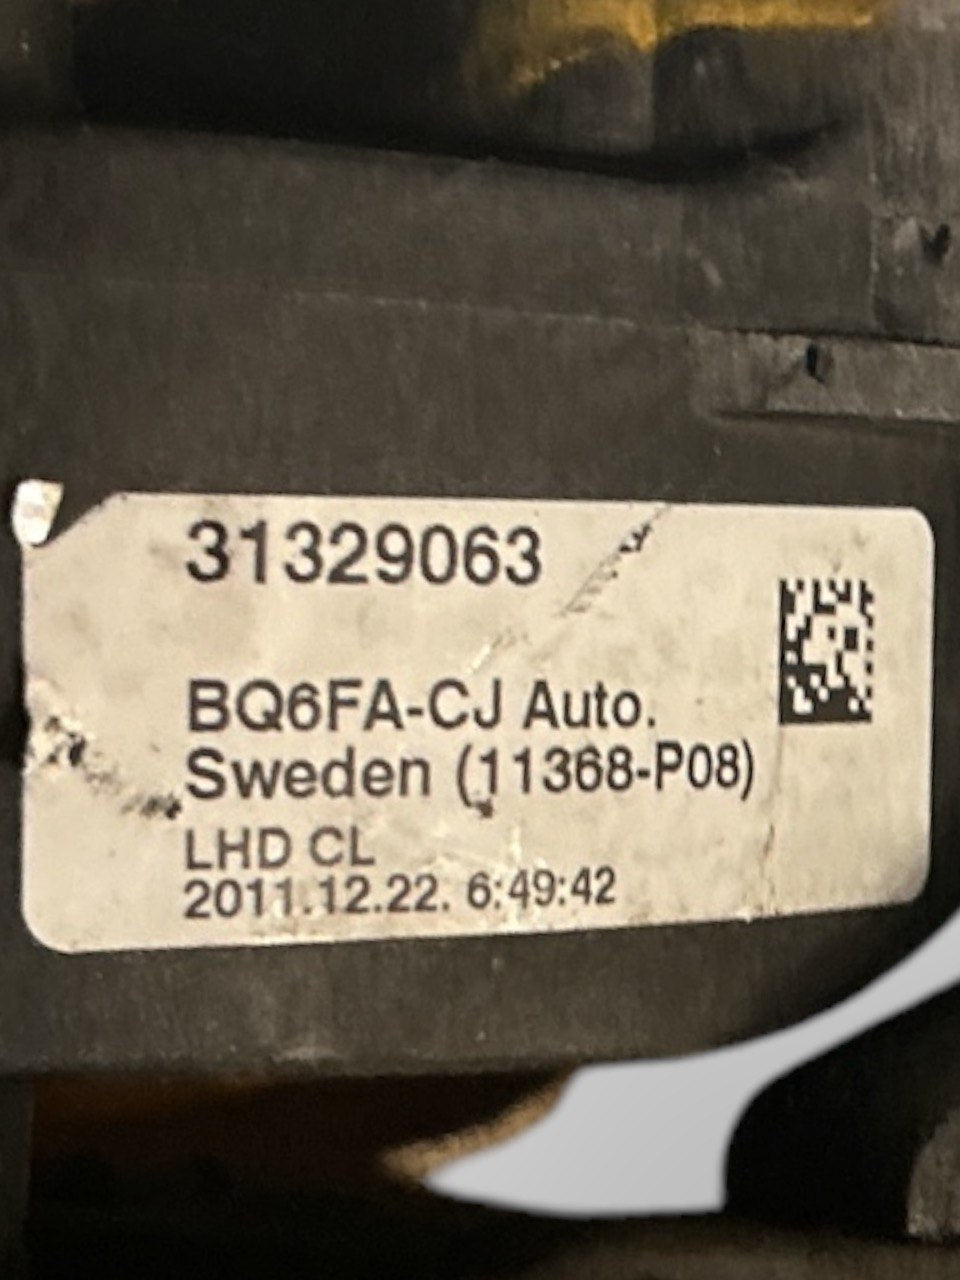 31329063
BQ6FA-CJ Auto.
Sweden (11368-P08)
LHD CL
2011.12.22. 6:49:42